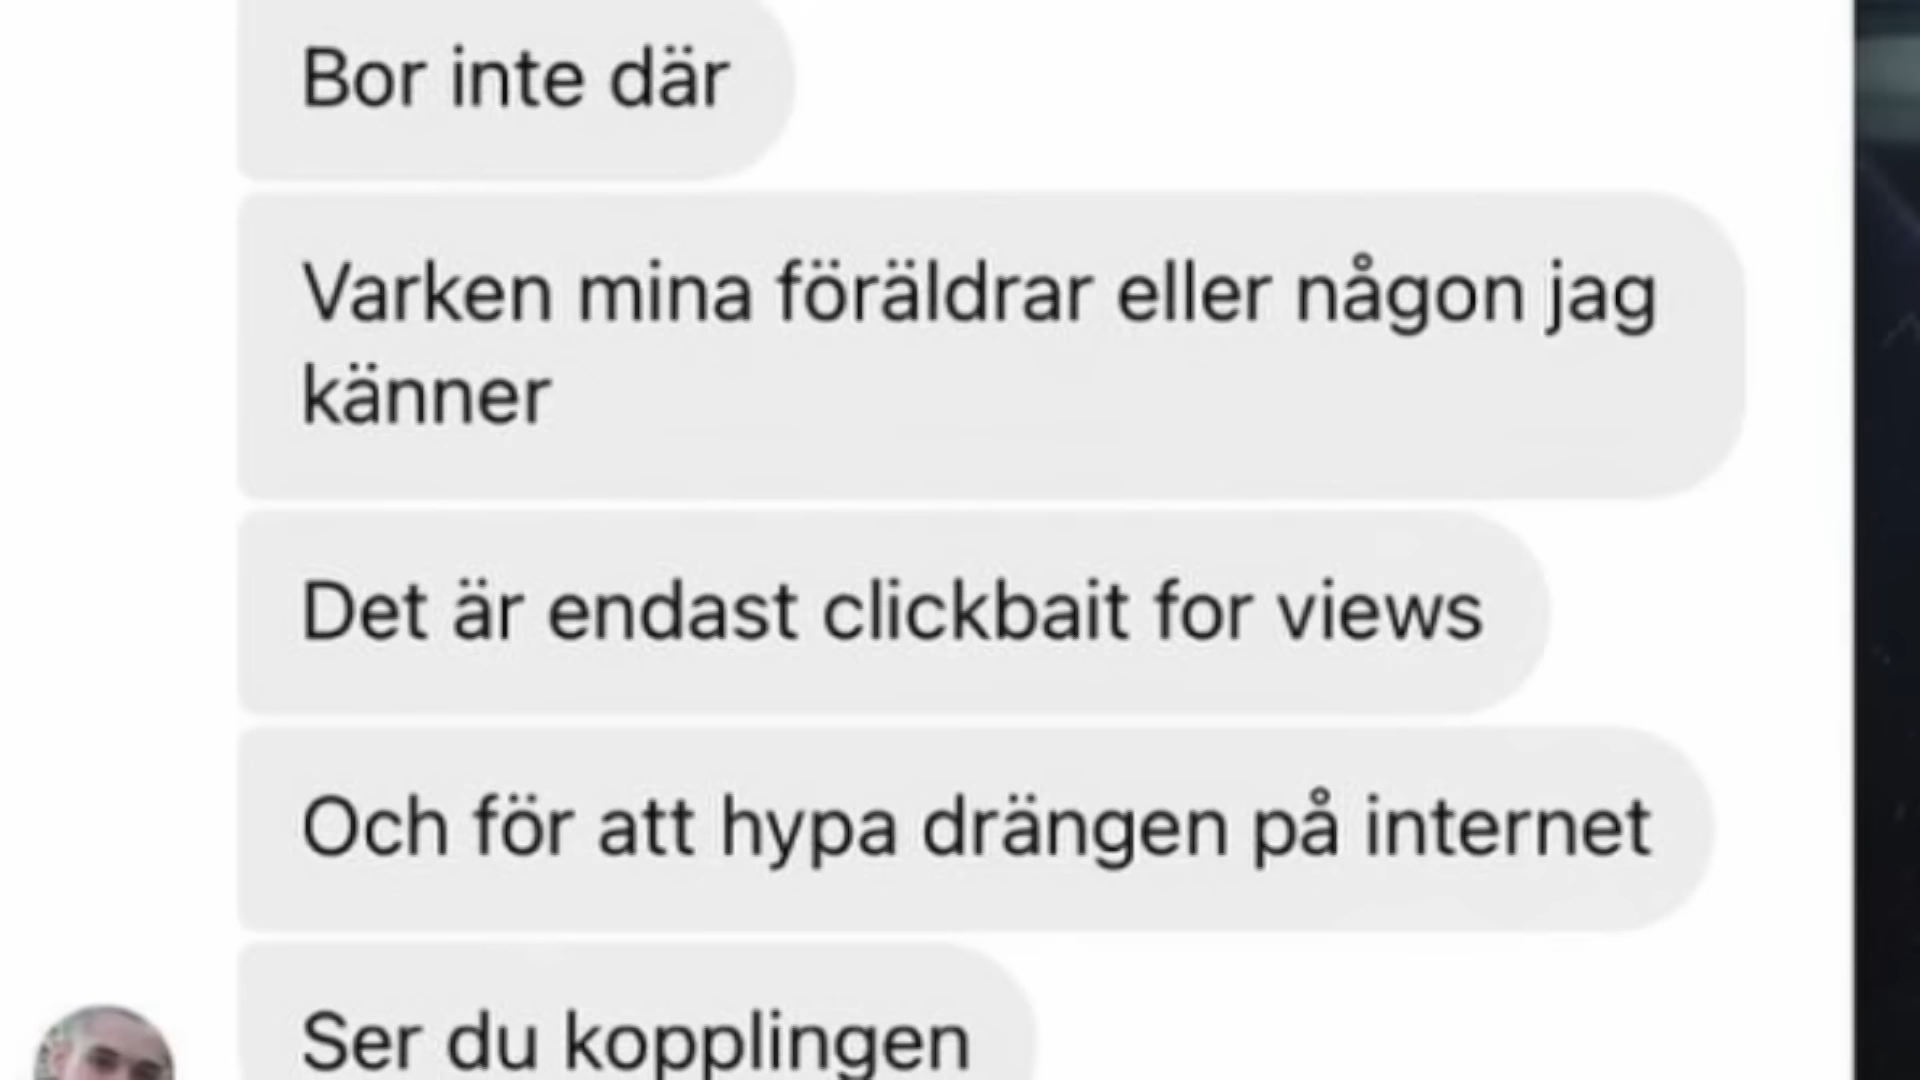 Bor inte där
Varken mina föräldrar eller någon jag
känner
Det är endast clickbait for views
Och för att hypa drängen på internet
Ser du kopplingen